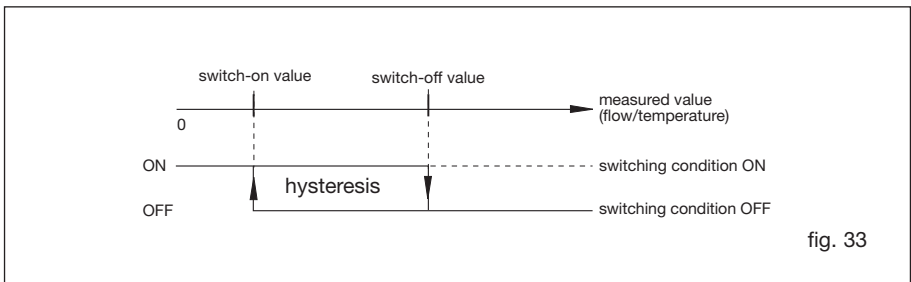 switch-on value
switch-off value
measured value
(flow/temperature)
0
ON
switching condition ON
hysteresis
OFF
switching condition OFF
fig. 33